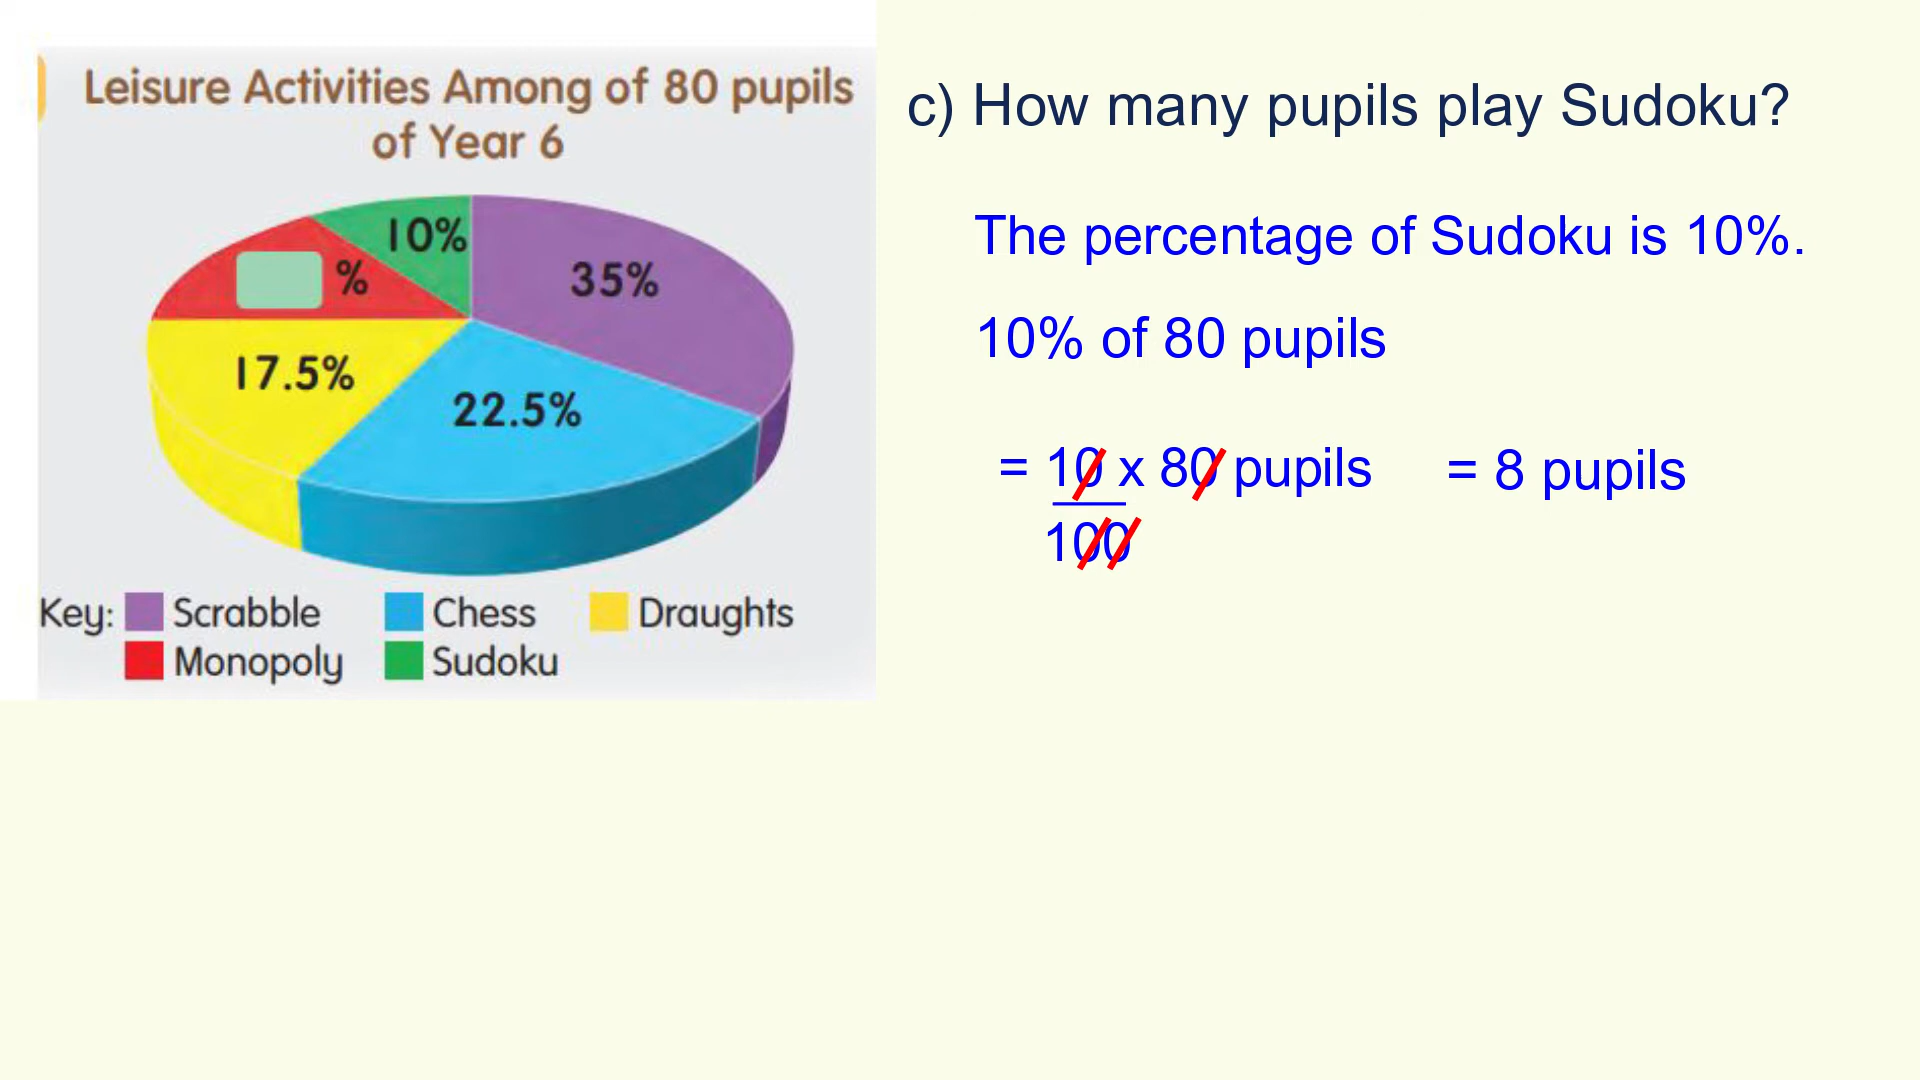 Leisure Activities Among of 80 pupils
of Year 6
10%
%
35%
17.5%
22.5%
Key: Scrabble Chess Draughts
Monopoly Sudoku
c) How many pupils play Sudoku?
The percentage of Sudoku is 10%.
10% of 80 pupils
= 10 x 80 pupils = 8 pupils
100